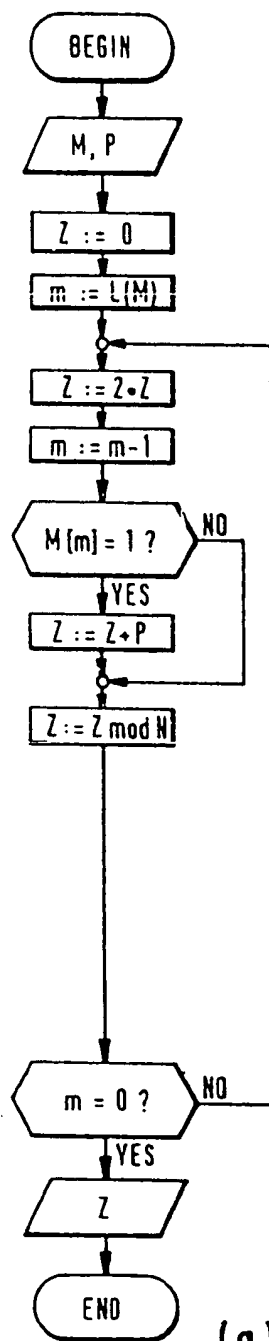 BEGIN
M, P
Z := 0
m := L(M)
Z := 2•Z
m := m-1
M[m] = 1 ?
NO
YES
Z := Z+P
Z := Z mod N
m = 0 ?
NO
YES
Z
END
(a)